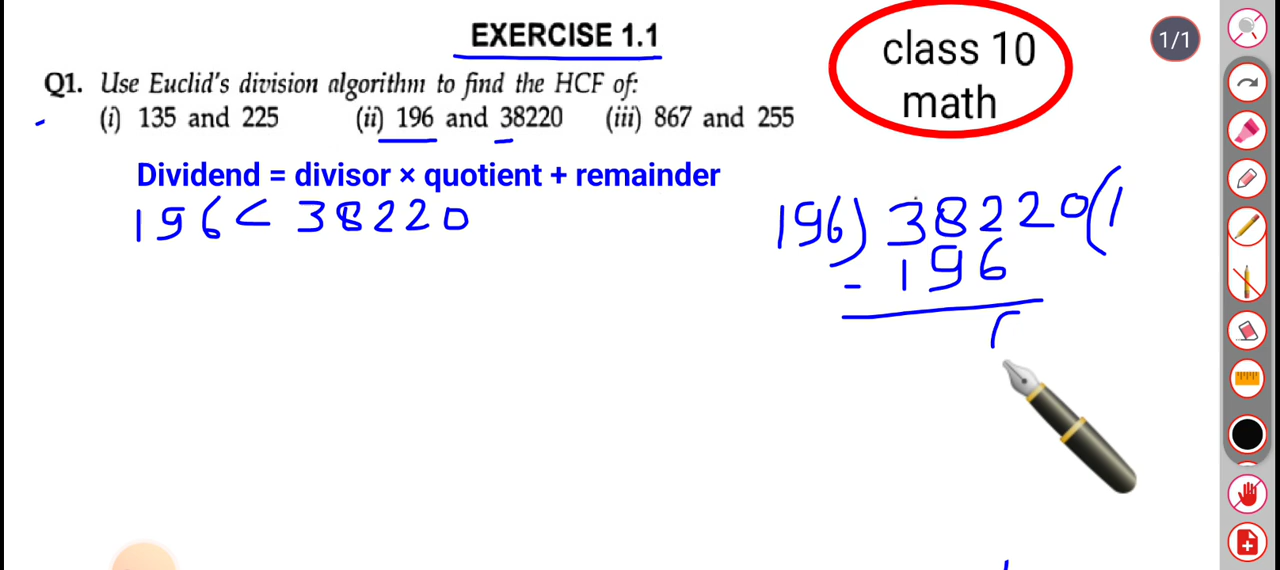 EXERCISE 1.1
class 10
math
1/1
Q1. Use Euclid's division algorithm to find the HCF of:
(i) 135 and 225 (ii) 196 and 38220 (iii) 867 and 255
Dividend = divisor × quotient + remainder
196 < 38220
196) 38220(1
- 196